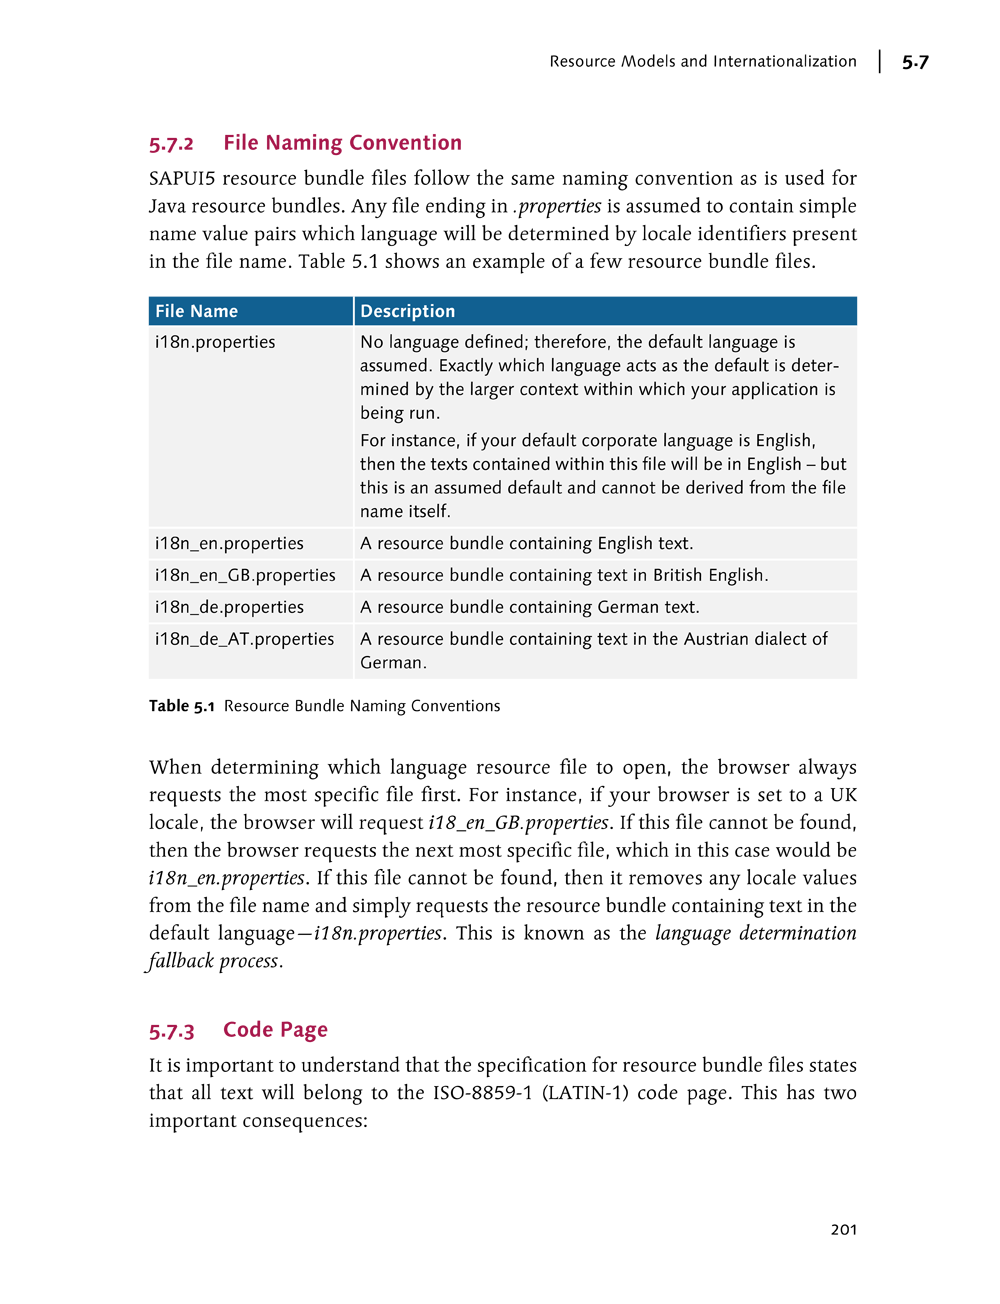 Resource Models and Internationalization | 5.7
5.7.2 File Naming Convention
SAPUI5 resource bundle files follow the same naming convention as is used for
Java resource bundles. Any file ending in .properties is assumed to contain simple
name value pairs which language will be determined by locale identifiers present
in the file name. Table 5.1 shows an example of a few resource bundle files.
File Name Description
i18n.properties No language defined; therefore, the default language is
assumed. Exactly which language acts as the default is deter-
mined by the larger context within which your application is
being run.
For instance, if your default corporate language is English,
then the texts contained within this file will be in English – but
this is an assumed default and cannot be derived from the file
name itself.
i18n_en.properties A resource bundle containing English text.
i18n_en_GB.properties A resource bundle containing text in British English.
i18n_de.properties A resource bundle containing German text.
i18n_de_AT.properties A resource bundle containing text in the Austrian dialect of
German.
Table 5.1 Resource Bundle Naming Conventions
When determining which language resource file to open, the browser always
requests the most specific file first. For instance, if your browser is set to a UK
locale, the browser will request i18_en_GB.properties. If this file cannot be found,
then the browser requests the next most specific file, which in this case would be
i18n_en.properties. If this file cannot be found, then it removes any locale values
from the file name and simply requests the resource bundle containing text in the
default language—i18n.properties. This is known as the language determination
fallback process.
5.7.3 Code Page
It is important to understand that the specification for resource bundle files states
that all text will belong to the ISO-8859-1 (LATIN-1) code page. This has two
important consequences:
201